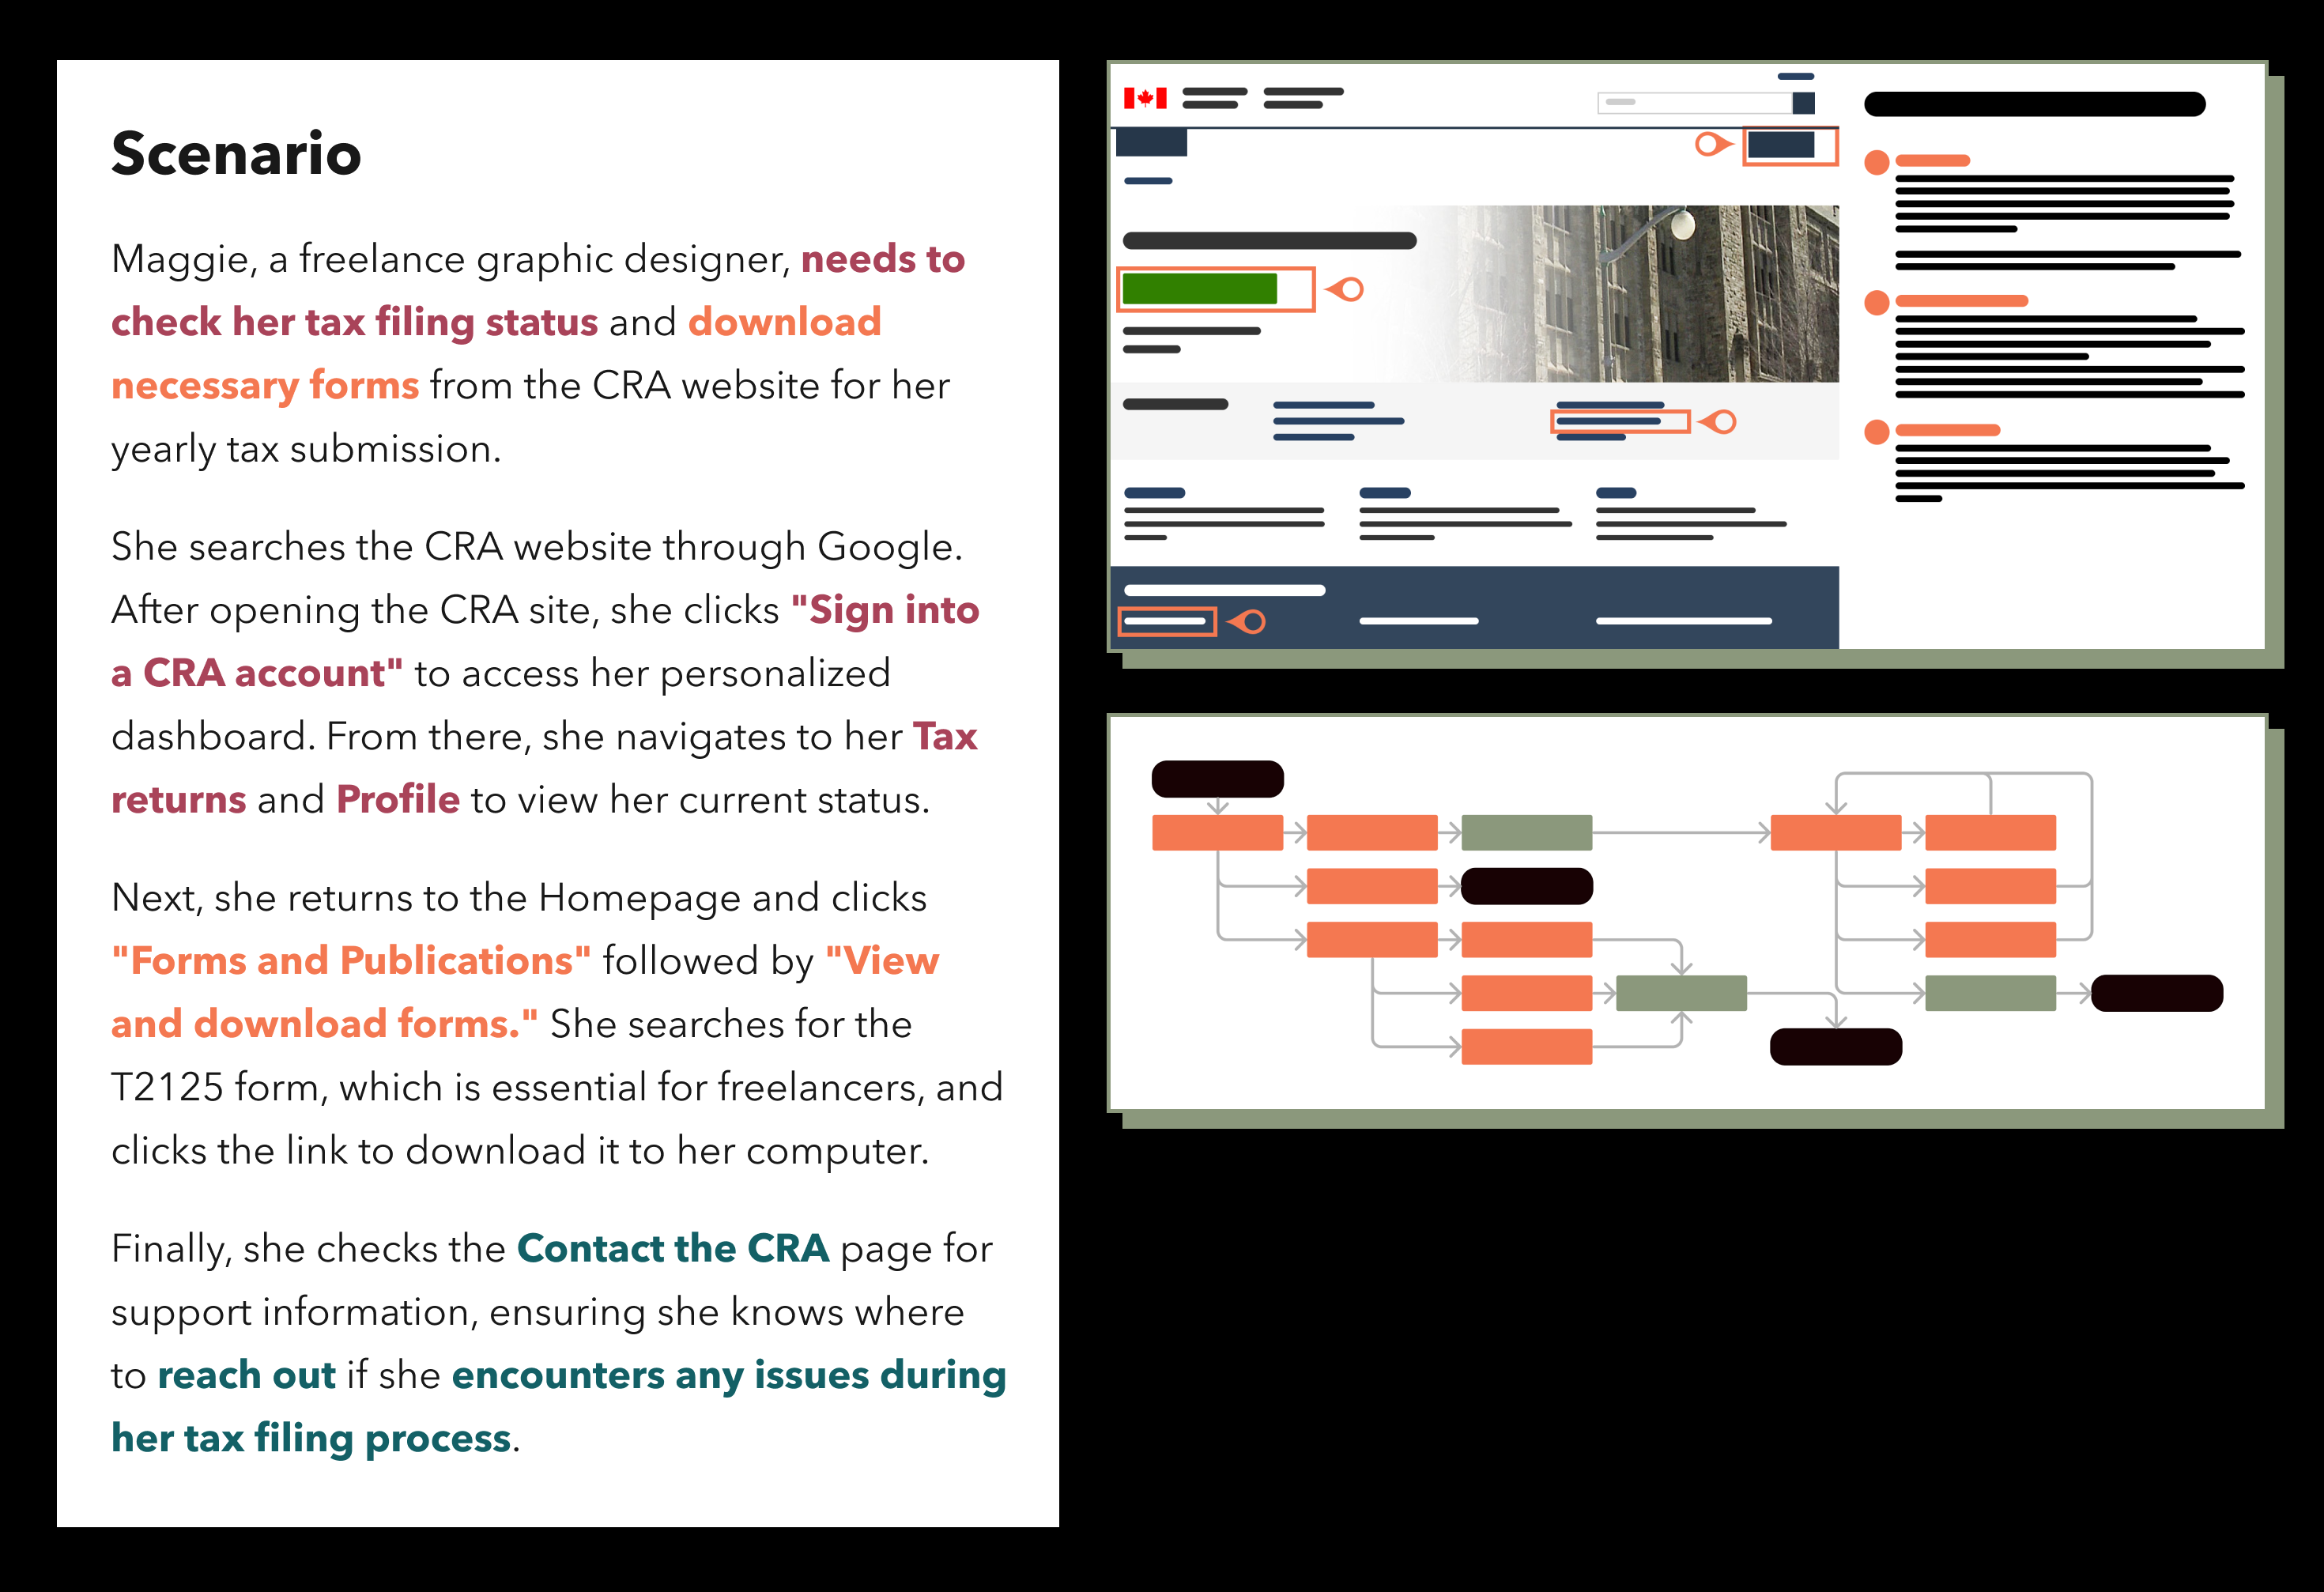 Scenario
Maggie, a freelance graphic designer, needs to
check her tax filing status and download
necessary forms from the CRA website for her
yearly tax submission.
She searches the CRA website through Google.
After opening the CRA site, she clicks "Sign into
a CRA account" to access her personalized
dashboard. From there, she navigates to her Tax
returns and Profile to view her current status.
Next, she returns to the Homepage and clicks
"Forms and Publications" followed by "View
and download forms." She searches for the
T2125 form, which is essential for freelancers, and
clicks the link to download it to her computer.
Finally, she checks the Contact the CRA page for
support information, ensuring she knows where
to reach out if she encounters any issues during
her tax filing process.